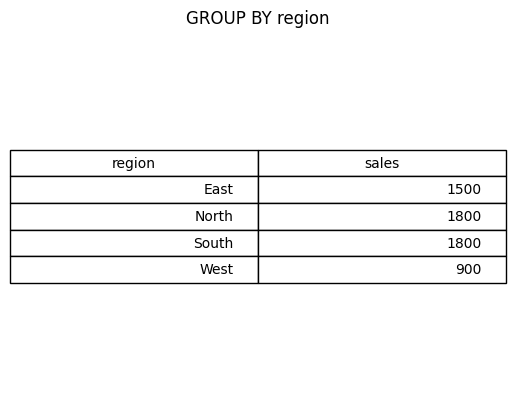 GROUP BY region
region sales
East 1500
North 1800
South 1800
West 900